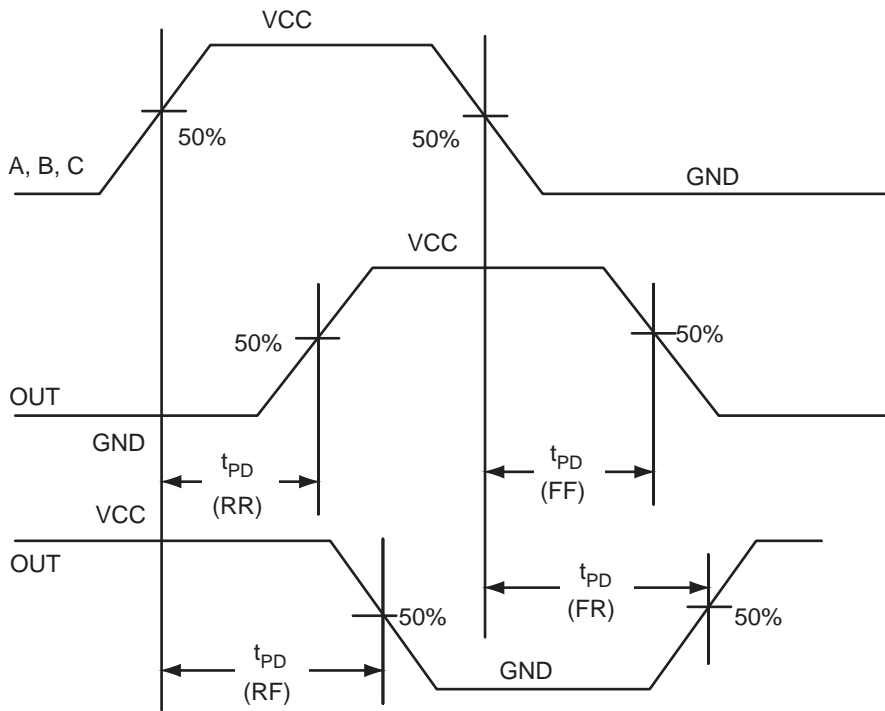 VCC
50%
50%
A, B, C
GND
VCC
50%
50%
OUT
GND
tPD
(RR)
tPD
(FF)
VCC
OUT
tPD
(FR)
50%
50%
tPD
(RF)
GND